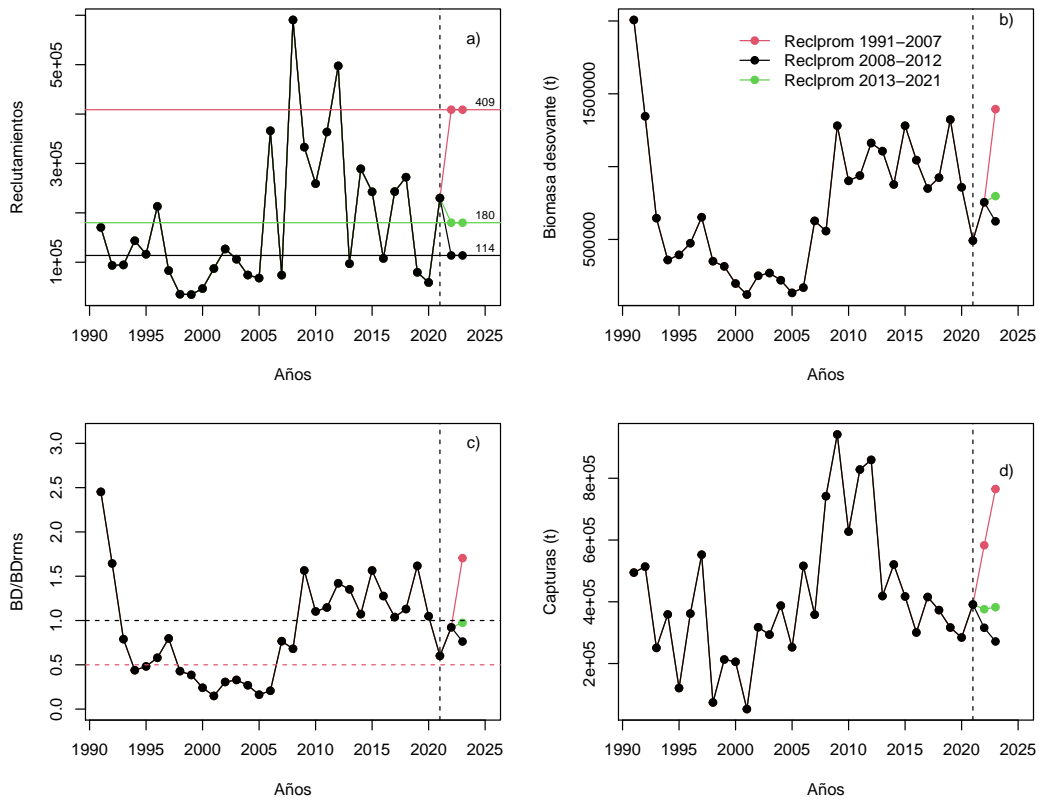 a)
Reclutamientos
1e+05
3e+05
5e+05
409
180
114
1990 1995 2000 2005 2010 2015 2020 2025
Años
b)
Reclprom 1991−2007
Reclprom 2008−2012
Reclprom 2013−2021
Biomasa desovante (t)
500000
1500000
1990 1995 2000 2005 2010 2015 2020 2025
Años
c)
BD/BDrms
0.0 0.5 1.0 1.5 2.0 2.5 3.0
1990 1995 2000 2005 2010 2015 2020 2025
Años
d)
Capturas (t)
2e+05 4e+05 6e+05 8e+05
1990 1995 2000 2005 2010 2015 2020 2025
Años